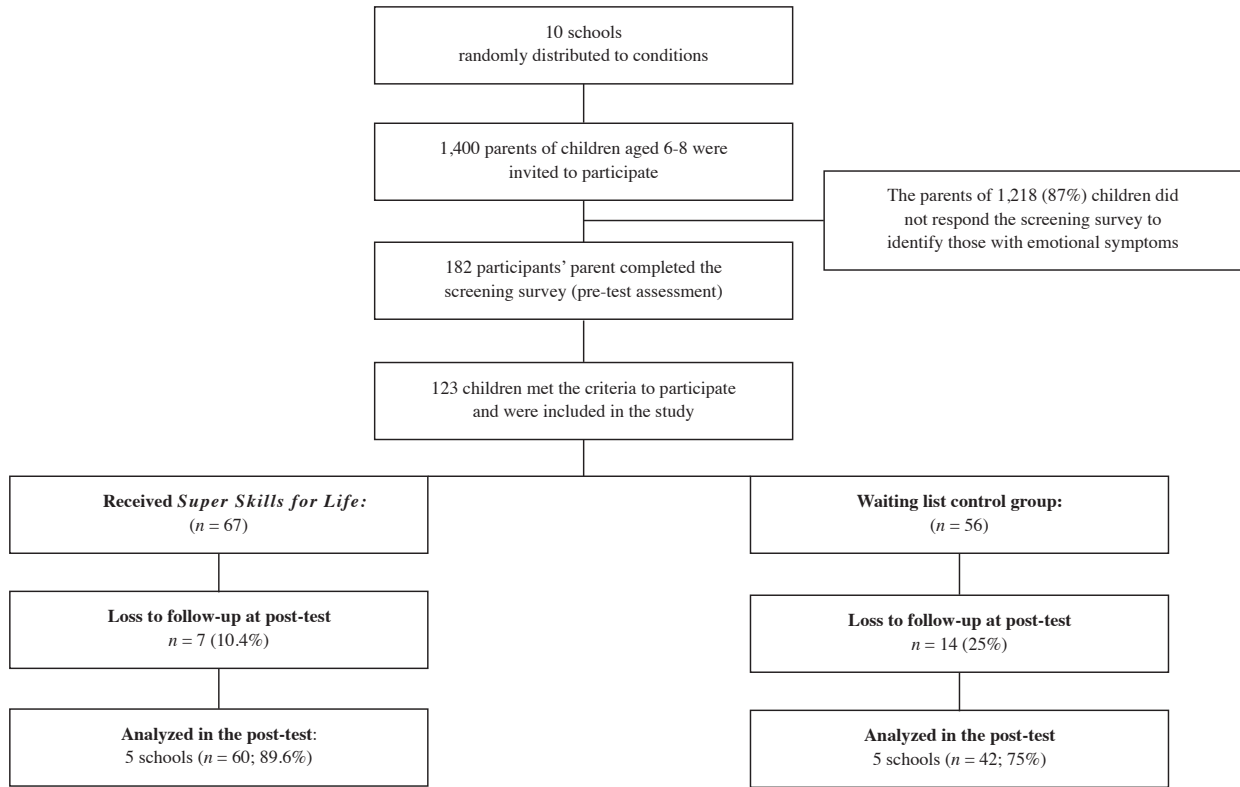 10 schools
randomly distributed to conditions
1,400 parents of children aged 6-8 were
invited to participate
The parents of 1,218 (87%) children did
not respond the screening survey to
identify those with emotional symptoms
182 participants’ parent completed the
screening survey (pre-test assessment)
123 children met the criteria to participate
and were included in the study
Received Super Skills for Life:
(n = 67)
Waiting list control group:
(n = 56)
Loss to follow-up at post-test
n = 7 (10.4%)
Loss to follow-up at post-test
n = 14 (25%)
Analyzed in the post-test:
5 schools (n = 60; 89.6%)
Analyzed in the post-test
5 schools (n = 42; 75%)